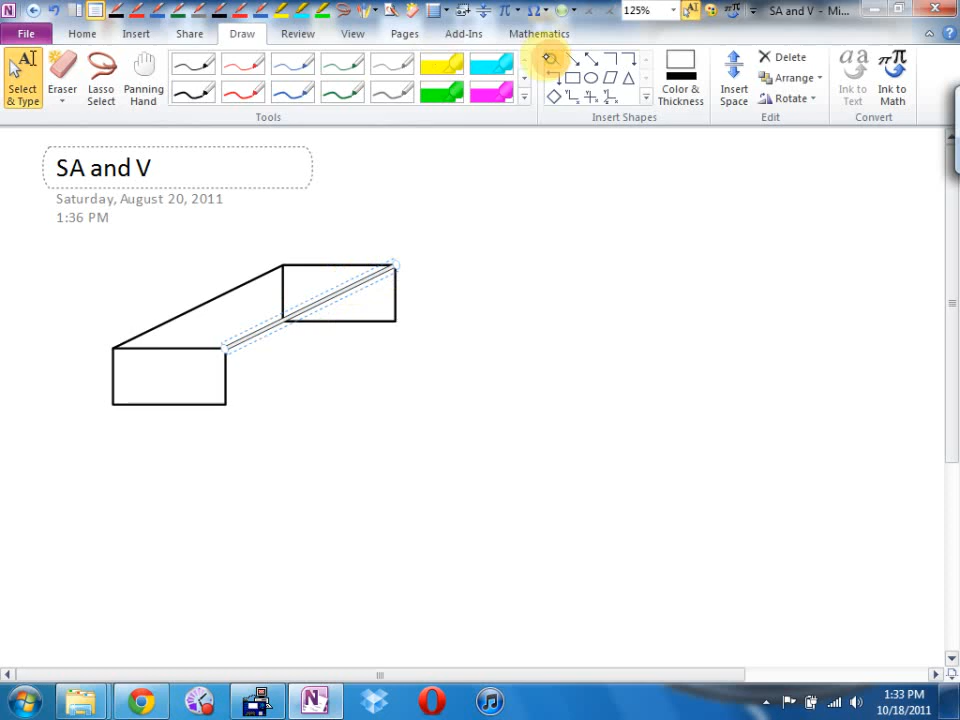 125%
SA and V - Mi...
File Home Insert Share Draw Review View Pages Add-Ins Mathematics
Select & Type
Eraser
Lasso Select
Panning Hand
Color & Thickness
Insert Space
Delete
Arrange
Rotate
Ink to Text
Ink to Math
Tools Insert Shapes Edit Convert
SA and V
Saturday, August 20, 2011
1:36 PM
1:33 PM
10/18/2011